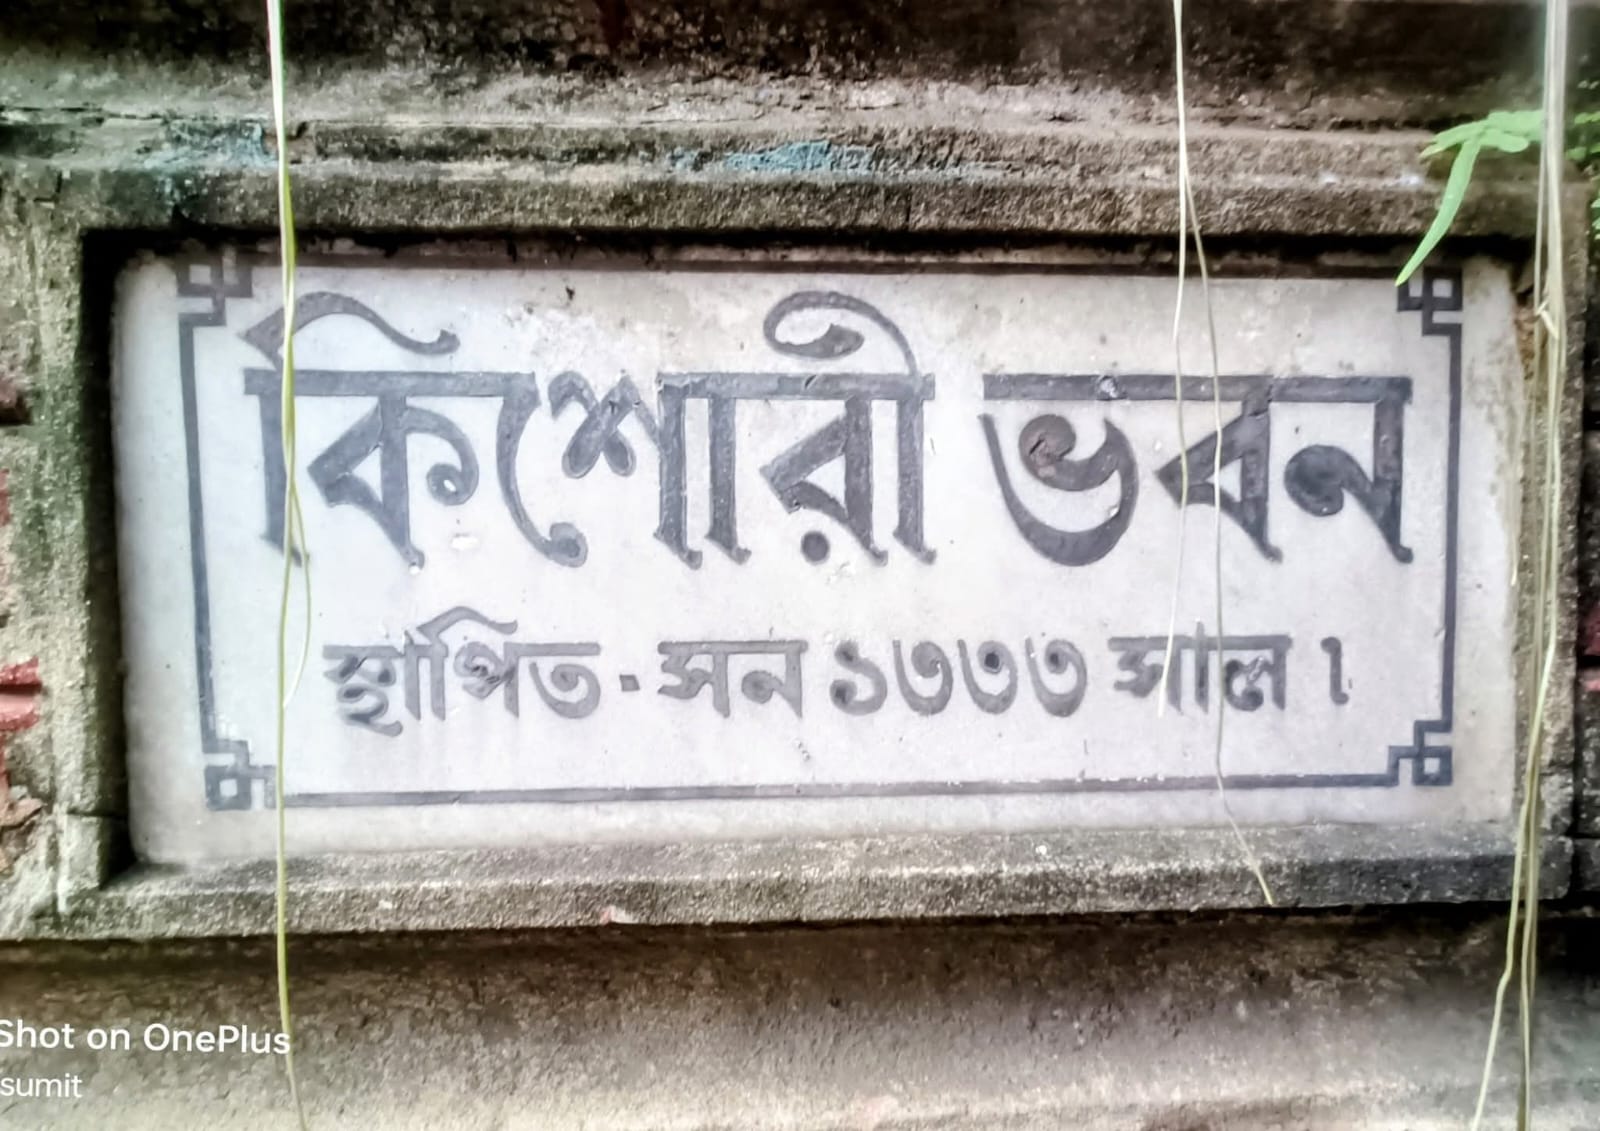 কিশোরী ভবন
স্থাপিত · সন ১৩৩৩ সাল ৷
Shot on OnePlus
sumit